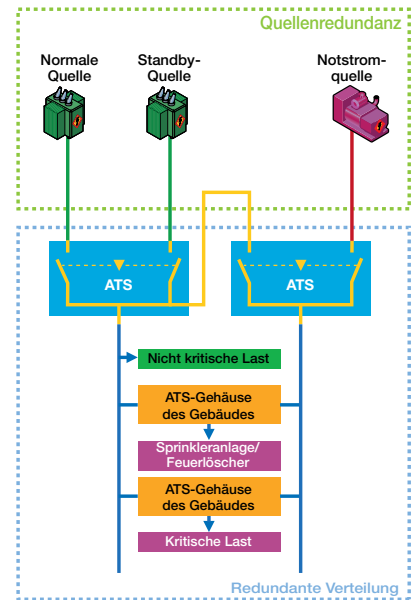 Quellenredundanz
Normale
Quelle
Standby-
Quelle
Notstrom-
quelle
ATS
ATS
Nicht kritische Last
ATS-Gehäuse
des Gebäudes
Sprinkleranlage/
Feuerlöscher
ATS-Gehäuse
des Gebäudes
Kritische Last
Redundante Verteilung